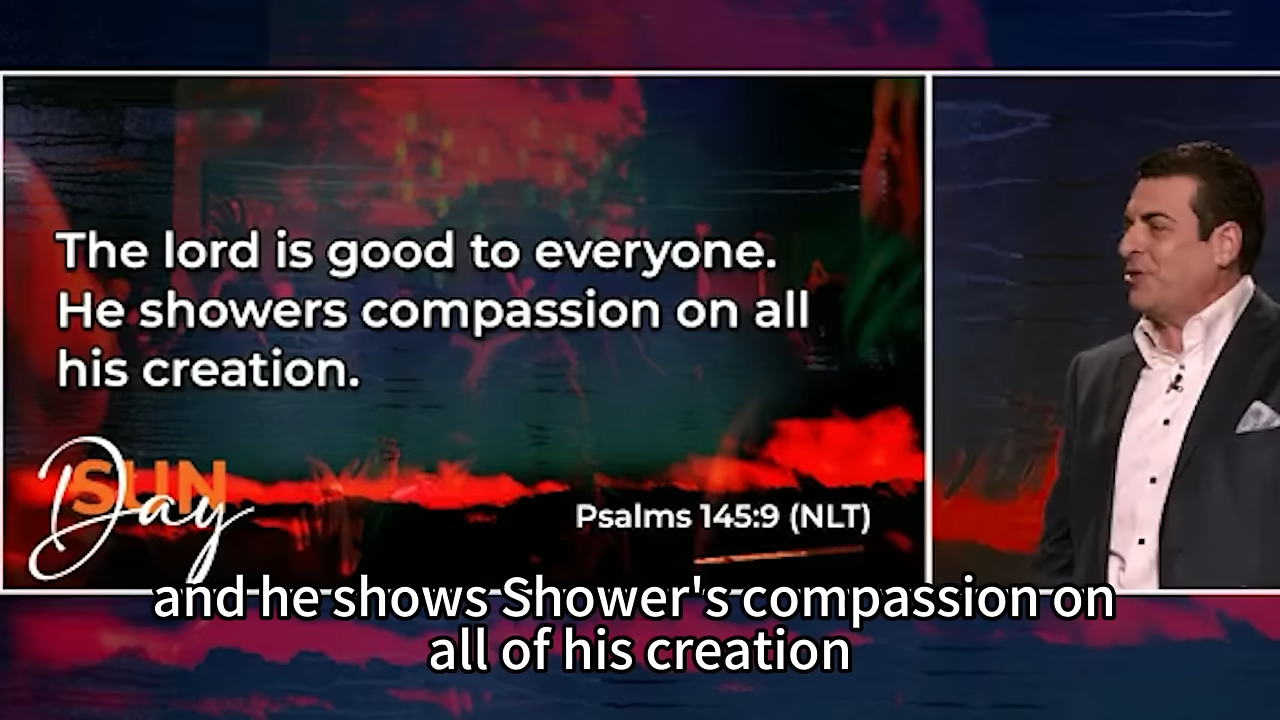 The lord is good to everyone.
He showers compassion on all
his creation.
SUN
Day
Psalms 145:9 (NLT)
and he shows Shower's compassion on
all of his creation